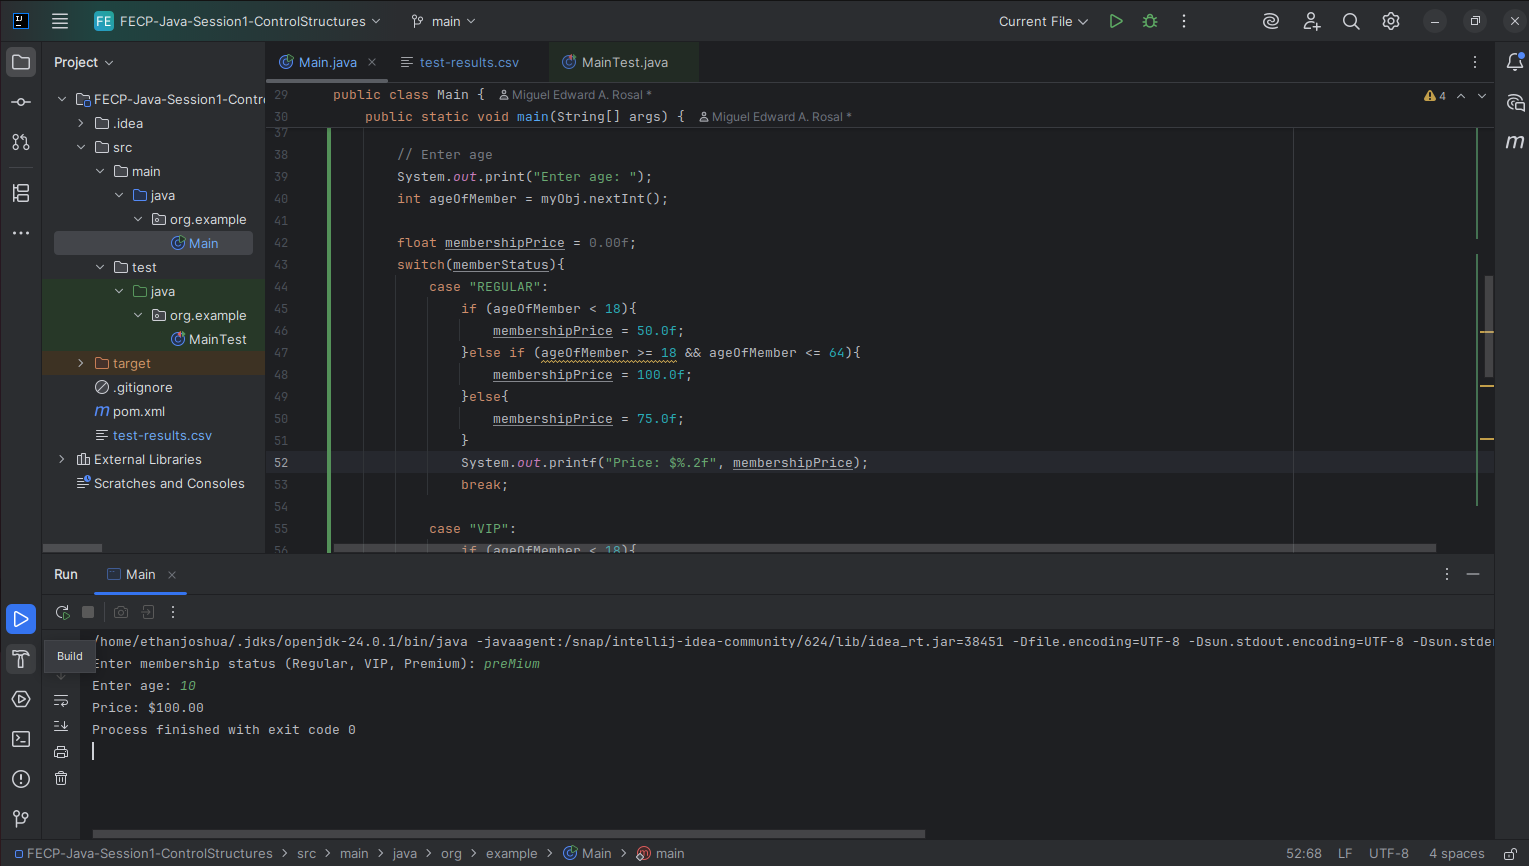 FE FECP-Java-Session1-ControlStructures main Current File
Project
Main.java test-results.csv MainTest.java
FECP-Java-Session1-Contro
.idea
src
main
java
org.example
Main
test
java
org.example
MainTest
target
.gitignore
pom.xml
test-results.csv
External Libraries
Scratches and Consoles
29 public class Main { Miguel Edward A. Rosal *
4
30 public static void main(String[] args) { Miguel Edward A. Rosal *
37
38 // Enter age
39 System.out.print("Enter age: ");
40 int ageOfMember = myObj.nextInt();
41
42 float membershipPrice = 0.00f;
43 switch(memberStatus){
44 case "REGULAR":
45 if (ageOfMember < 18){
46 membershipPrice = 50.0f;
47 }else if (ageOfMember >= 18 && ageOfMember <= 64){
48 membershipPrice = 100.0f;
49 }else{
50 membershipPrice = 75.0f;
51 }
52 System.out.printf("Price: $%.2f", membershipPrice);
53 break;
54
55 case "VIP":
56 if (ageOfMember < 18){
Run Main
Build
/home/ethanjoshua/.jdks/openjdk-24.0.1/bin/java -javaagent:/snap/intellij-idea-community/624/lib/idea_rt.jar=38451 -Dfile.encoding=UTF-8 -Dsun.stdout.encoding=UTF-8 -Dsun.stder
Enter membership status (Regular, VIP, Premium): preMium
Enter age: 10
Price: $100.00
Process finished with exit code 0
FECP-Java-Session1-ControlStructures > src > main > java > org > example > Main > main 52:68 LF UTF-8 4 spaces